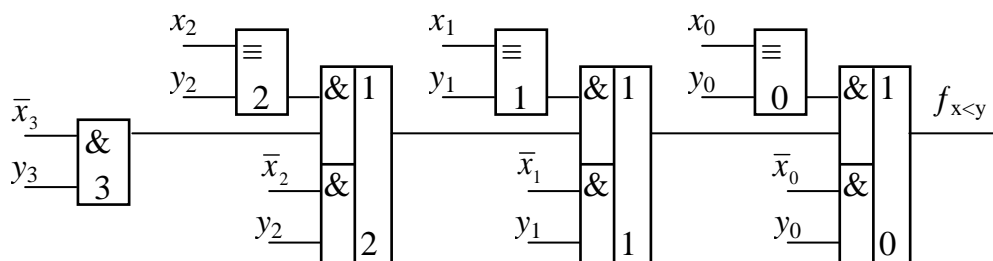 x₂
≡
y₂
2
& 1
x̄₃
&
y₃
3
x̄₂
&
y₂
2
x₁
≡
y₁
1
& 1
x̄₁
&
y₁
1
x₀
≡
y₀
0
& 1
x̄₀
&
y₀
0
f x<y